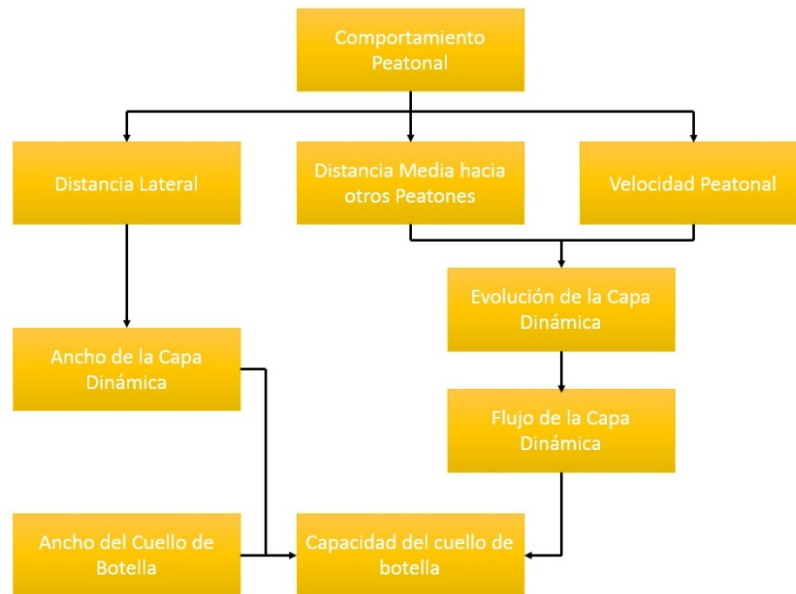 Comportamiento
Peatonal
Distancia Lateral
Distancia Media hacia
otros Peatones
Velocidad Peatonal
Evolución de la Capa
Dinámica
Ancho de la Capa
Dinámica
Flujo de la Capa
Dinámica
Ancho del Cuello de
Botella
Capacidad del cuello de
botella